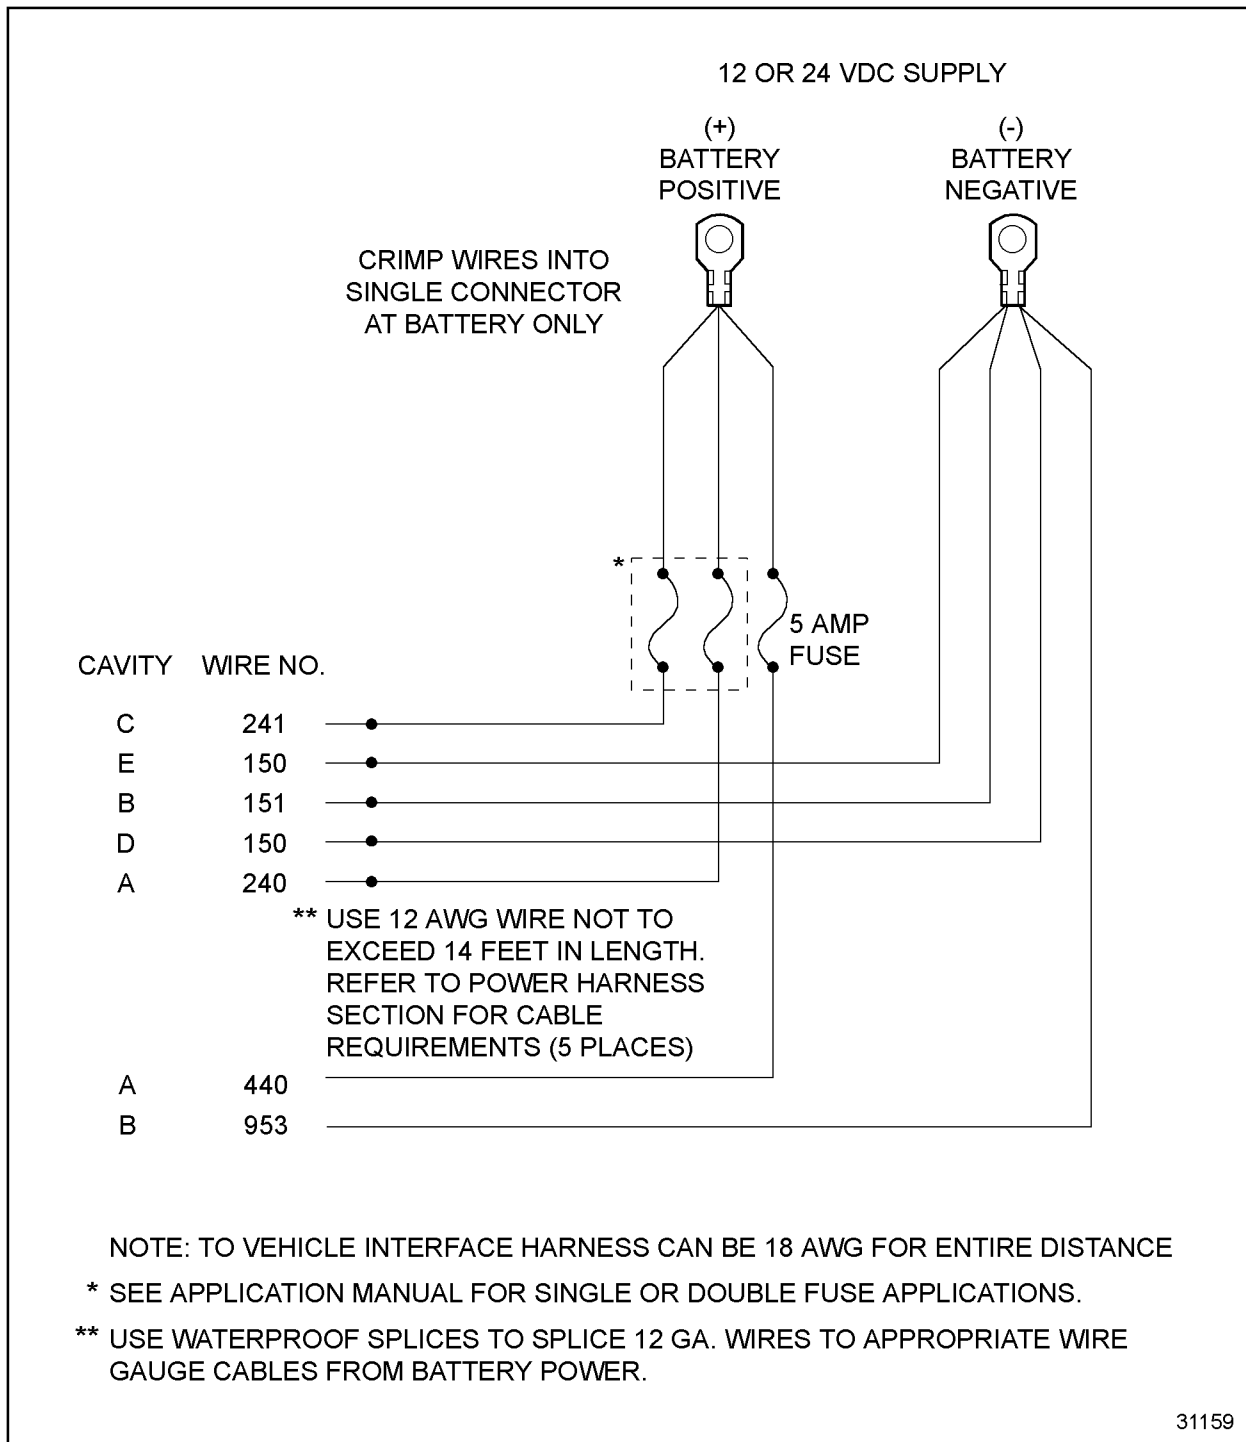 12 OR 24 VDC SUPPLY
(+)
BATTERY
POSITIVE
(-)
BATTERY
NEGATIVE
CRIMP WIRES INTO
SINGLE CONNECTOR
AT BATTERY ONLY
*
5 AMP
FUSE
CAVITY WIRE NO.
C 241
E 150
B 151
D 150
A 240
** USE 12 AWG WIRE NOT TO
EXCEED 14 FEET IN LENGTH.
REFER TO POWER HARNESS
SECTION FOR CABLE
REQUIREMENTS (5 PLACES)
A 440
B 953
NOTE: TO VEHICLE INTERFACE HARNESS CAN BE 18 AWG FOR ENTIRE DISTANCE
* SEE APPLICATION MANUAL FOR SINGLE OR DOUBLE FUSE APPLICATIONS.
** USE WATERPROOF SPLICES TO SPLICE 12 GA. WIRES TO APPROPRIATE WIRE
GAUGE CABLES FROM BATTERY POWER.
31159